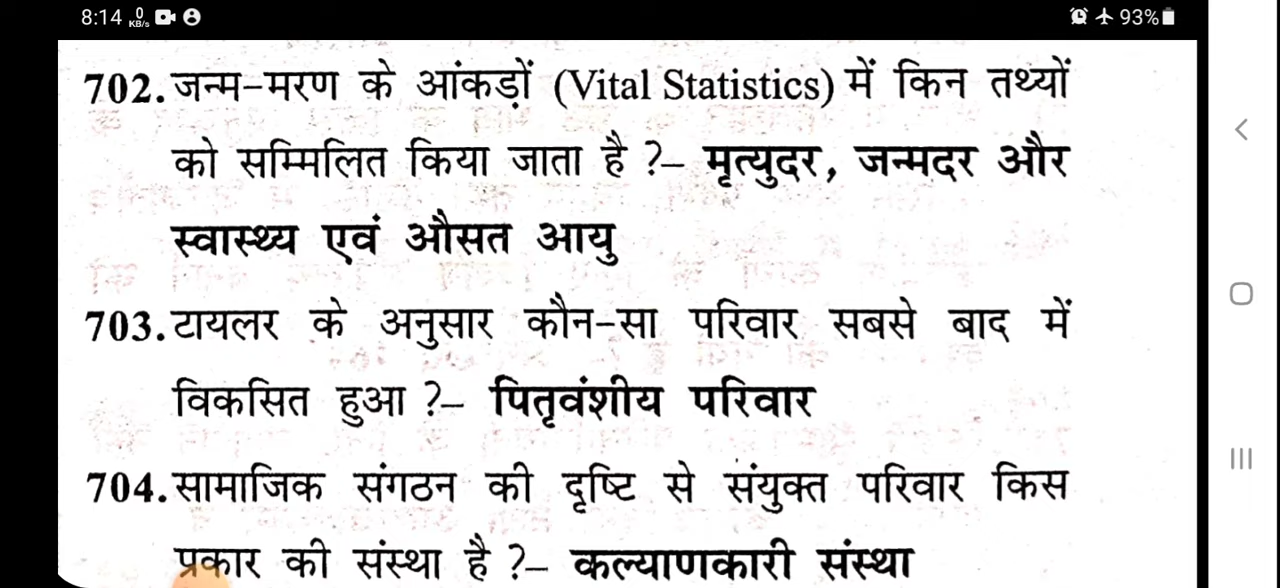 8:14 0 KB/s 93%
702. जन्म-मरण के आंकड़ों (Vital Statistics) में किन तथ्यों
को सम्मिलित किया जाता है ?– मृत्युदर, जन्मदर और
स्वास्थ्य एवं औसत आयु
703. टायलर के अनुसार कौन-सा परिवार सबसे बाद में
विकसित हुआ ?– पितृवंशीय परिवार
704. सामाजिक संगठन की दृष्टि से संयुक्त परिवार किस
प्रकार की संस्था है ?– कल्याणकारी संस्था